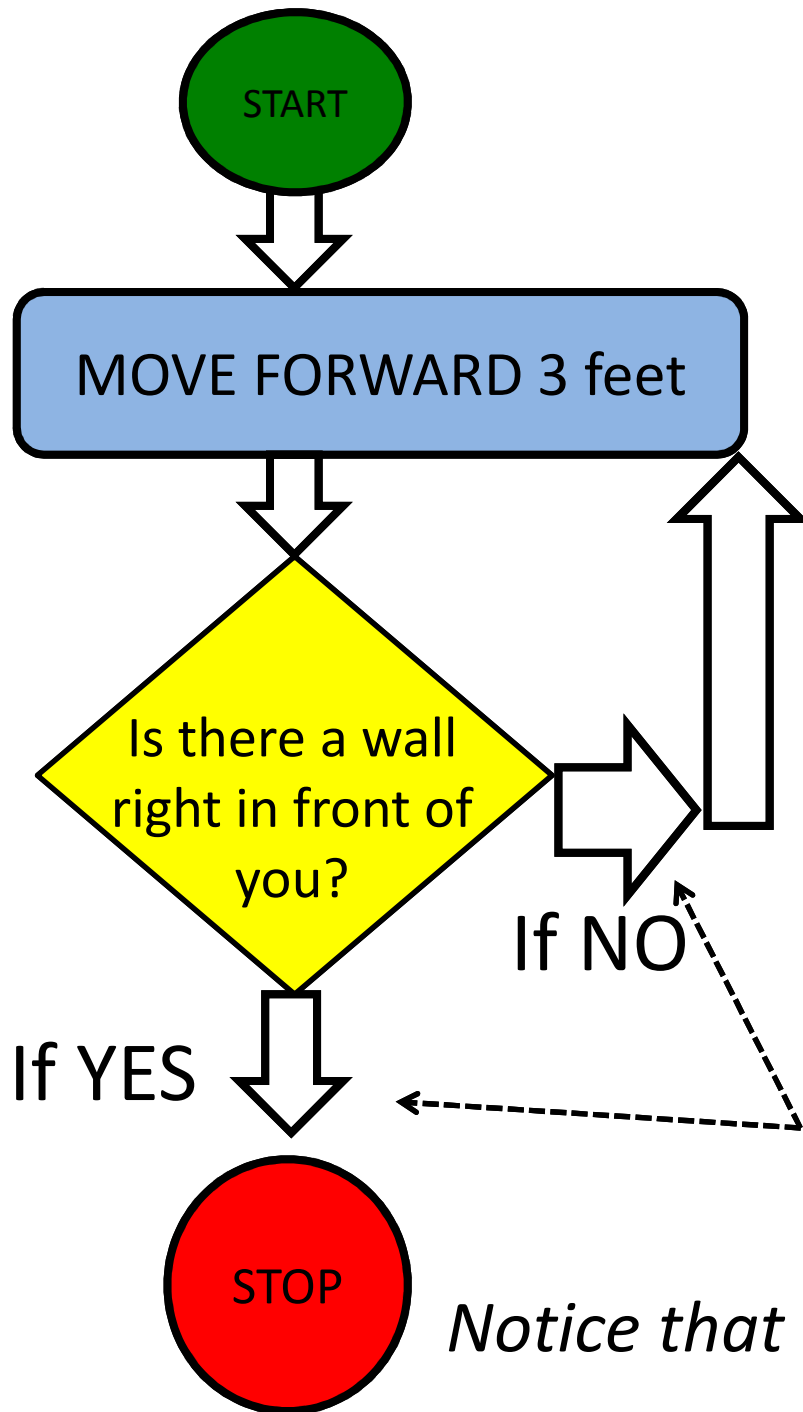 START
MOVE FORWARD 3 feet
Is there a wall
right in front of
you?
If NO
If YES
STOP
Notice that